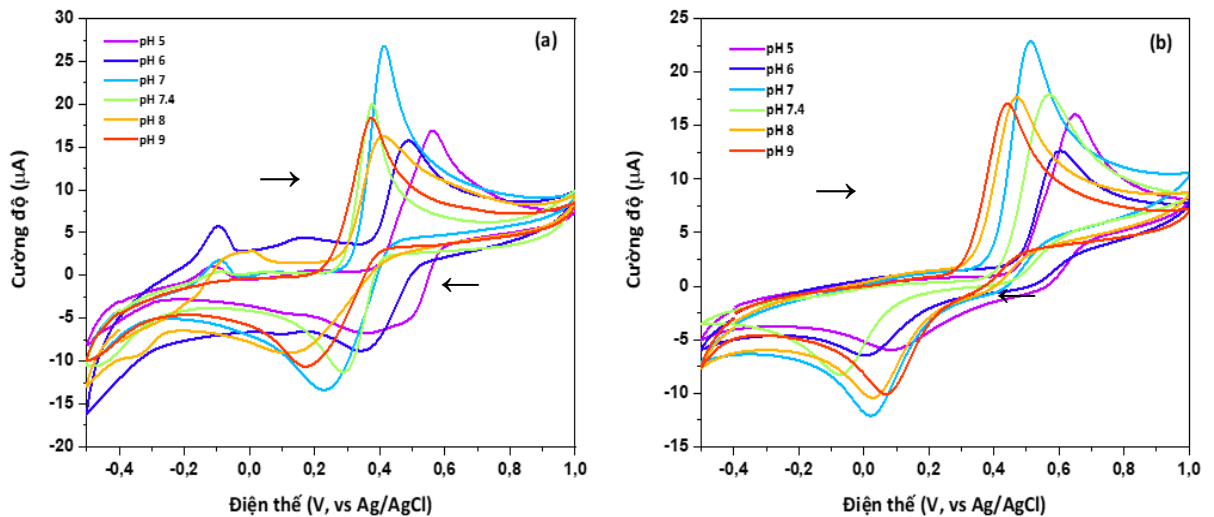 (a)
pH 5
pH 6
pH 7
pH 7.4
pH 8
pH 9
Cường độ (µA)
30
25
20
15
10
5
0
-5
-10
-15
-20
-0,4
-0,2
0,0
0,2
0,4
0,6
0,8
1,0
Điện thế (V, vs Ag/AgCl)
(b)
pH 5
pH 6
pH 7
pH 7.4
pH 8
pH 9
Cường độ (µA)
25
20
15
10
5
0
-5
-10
-15
-0,4
-0,2
0,0
0,2
0,4
0,6
0,8
1,0
Điện thế (V, vs Ag/AgCl)